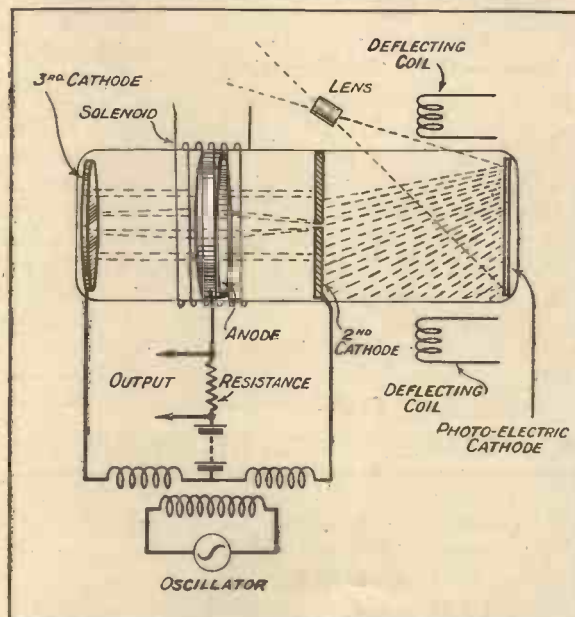 DEFLECTING
COIL
LENS
3RD CATHODE
SOLENOID
ANODE
2ND
CATHODE
OUTPUT
RESISTANCE
DEFLECTING
COIL
PHOTO-ELECTRIC
CATHODE
OSCILLATOR